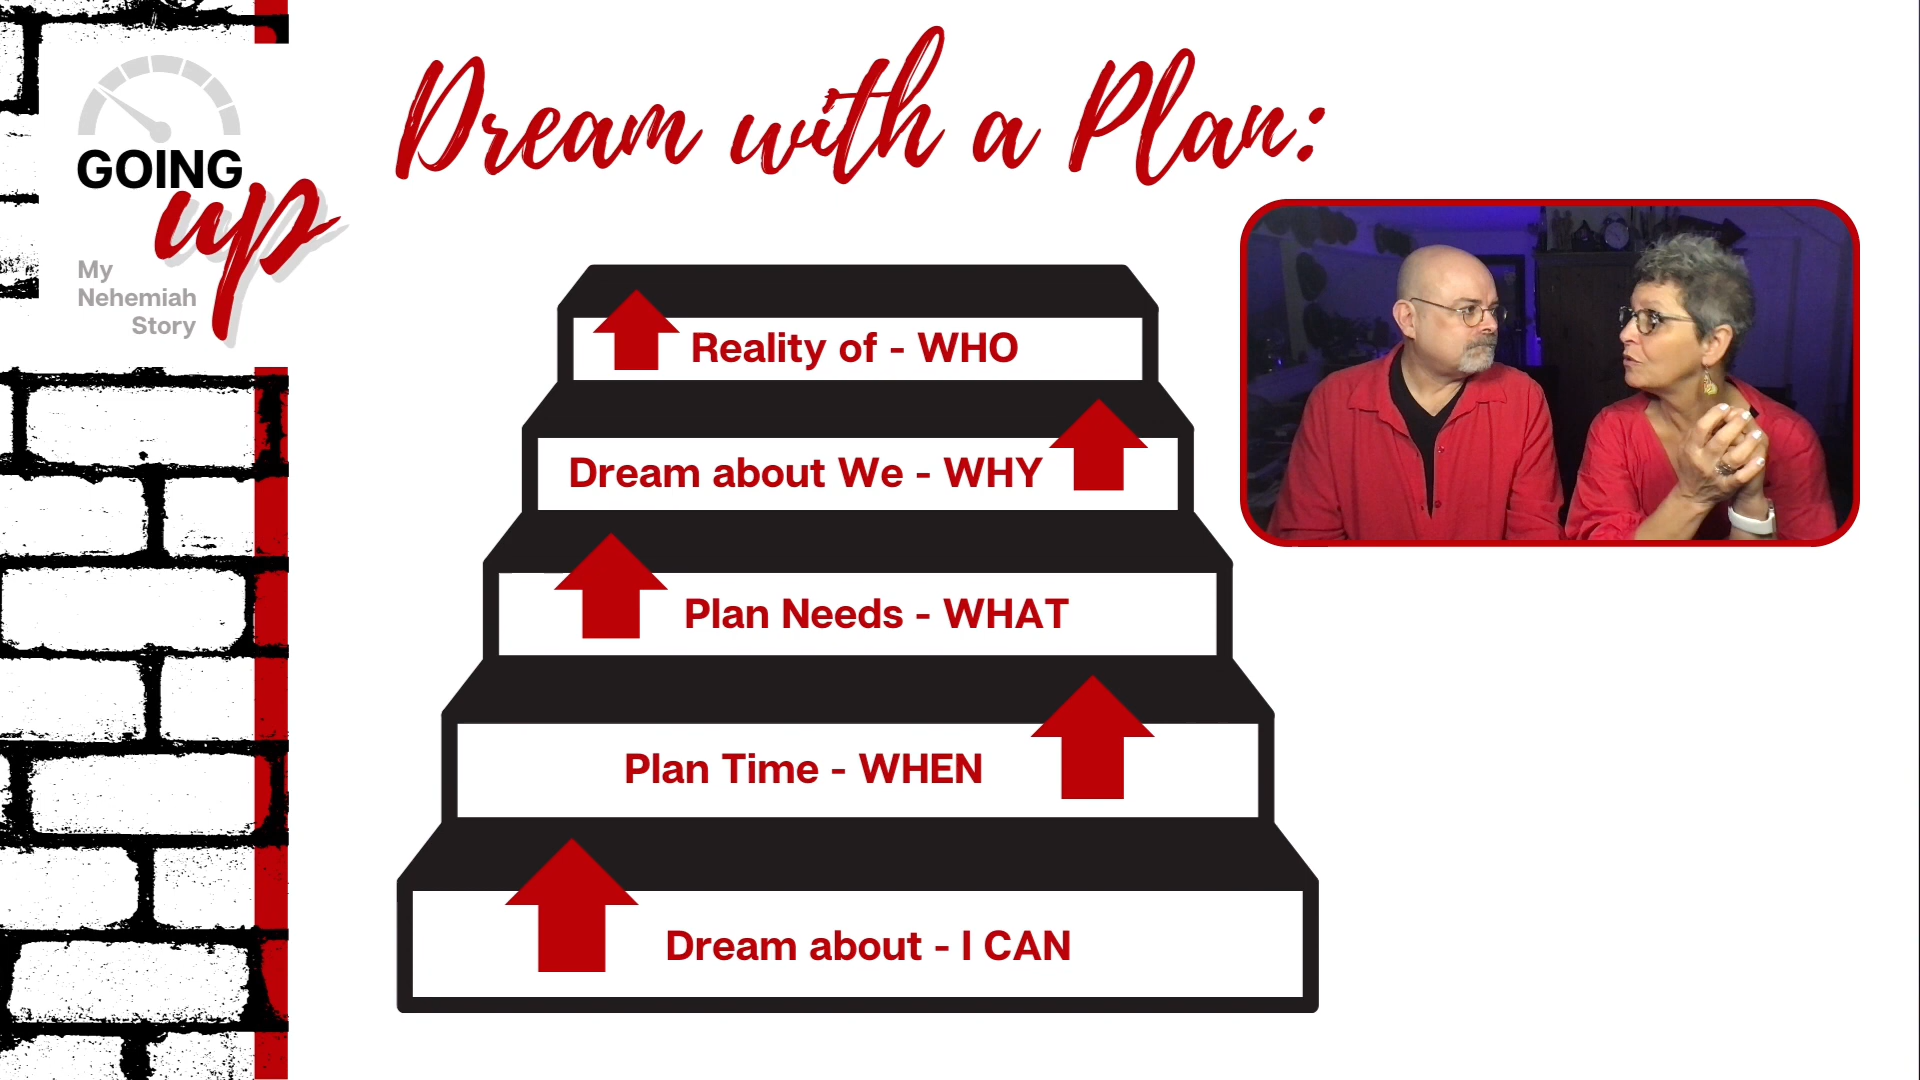 Dream with a Plan:
GOING
up
My
Nehemiah
Story
Reality of - WHO
Dream about We - WHY
Plan Needs - WHAT
Plan Time - WHEN
Dream about - I CAN